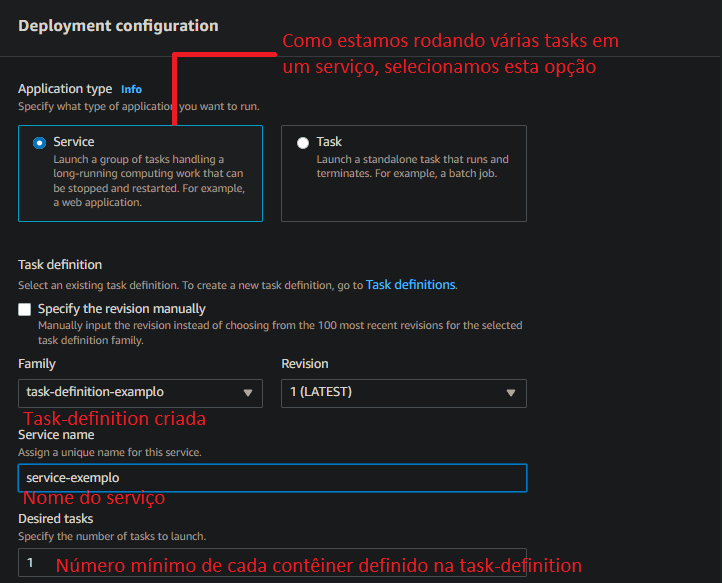 Deployment configuration
Como estamos rodando várias tasks em
um serviço, selecionamos esta opção
Application type Info
Specify what type of application you want to run.
Service
Launch a group of tasks handling a
long-running computing work that can
be stopped and restarted. For example,
a web application.
Task
Launch a standalone task that runs and
terminates. For example, a batch job.
Task definition
Select an existing task definition. To create a new task definition, go to Task definitions.
Specify the revision manually
Manually input the revision instead of choosing from the 100 most recent revisions for the selected
task definition family.
Family
Revision
task-definition-examplo
1 (LATEST)
Task-definition criada
Service name
Assign a unique name for this service.
service-exemplo
Nome do serviço
Desired tasks
Specify the number of tasks to launch.
1 Número mínimo de cada contêiner definido na task-definition